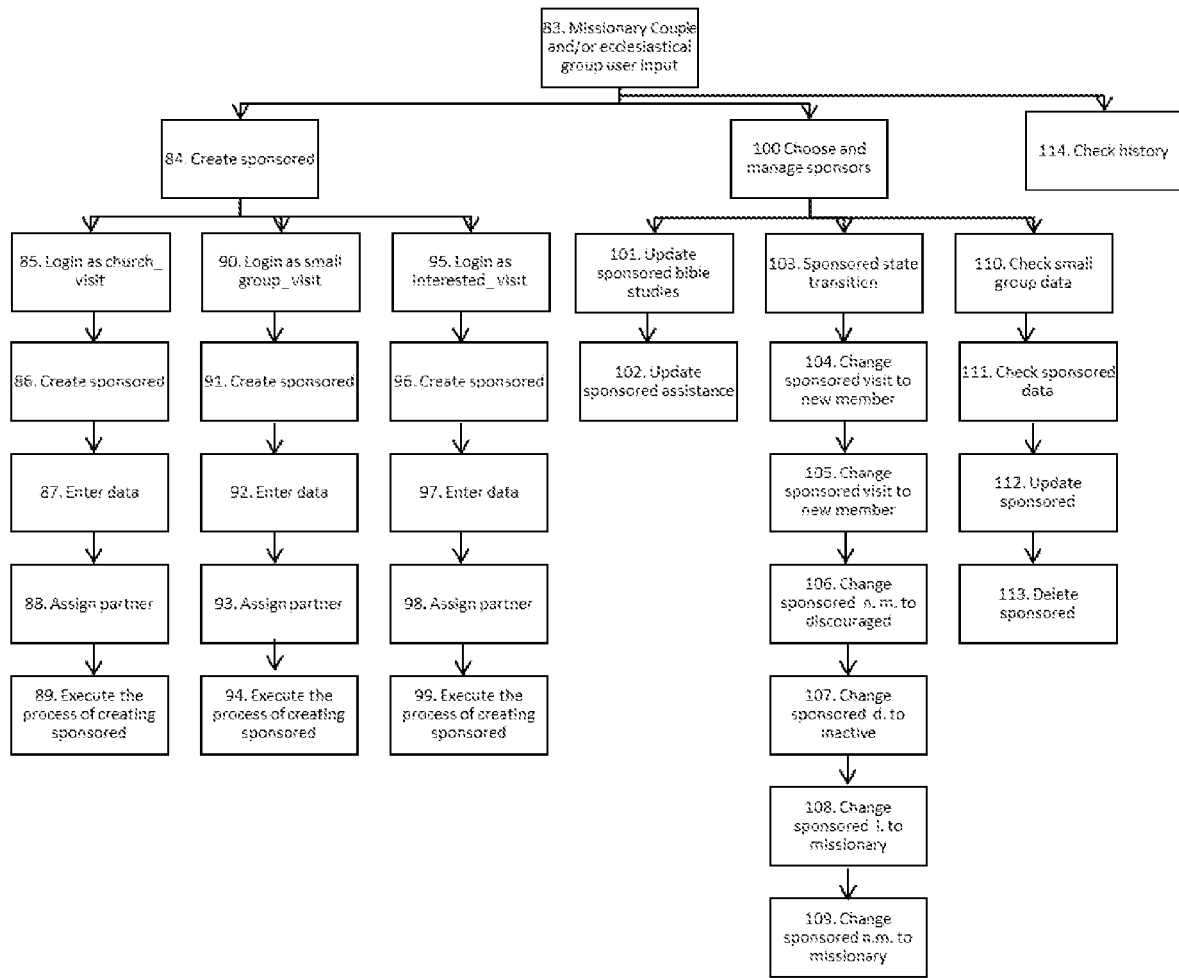 83. Missionary Couple
and/or ecclesiastical
group user input
84. Create sponsored
100 Choose and
manage sponsors
114. Check history
85. Login as church_
visit
90. Login as small
group_visit
95. Login as
interested_visit
101. Update
sponsored bible
studies
103. Sponsored state
transition
110. Check small
group data
86. Create sponsored
91. Create sponsored
96. Create sponsored
102. Update
sponsored assistance
104. Change
sponsored visit to
new member
111. Check sponsored
data
87. Enter data
92. Enter data
97. Enter data
105. Change
sponsored visit to
new member
112. Update
sponsored
88. Assign partner
93. Assign partner
98. Assign partner
106. Change
sponsored n. m. to
discouraged
113. Delete
sponsored
89. Execute the
process of creating
sponsored
94. Execute the
process of creating
sponsored
99. Execute the
process of creating
sponsored
107. Change
sponsored d. to
inactive
108. Change
sponsored i. to
missionary
109. Change
sponsored n.m. to
missionary